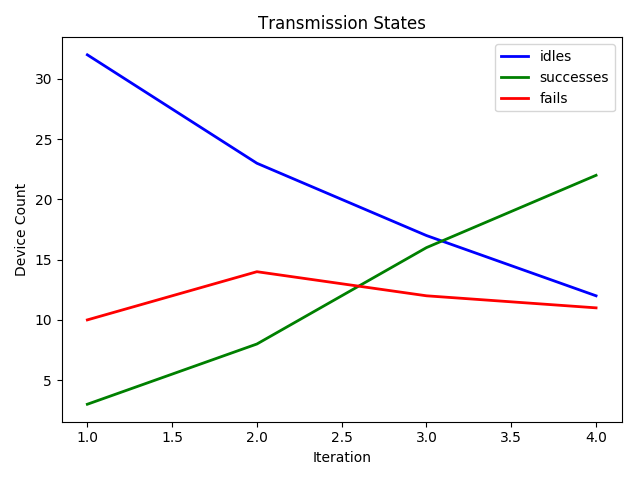 Transmission States
idles
successes
fails
Device Count
30
25
20
15
10
5
1.0 1.5 2.0 2.5 3.0 3.5 4.0
Iteration